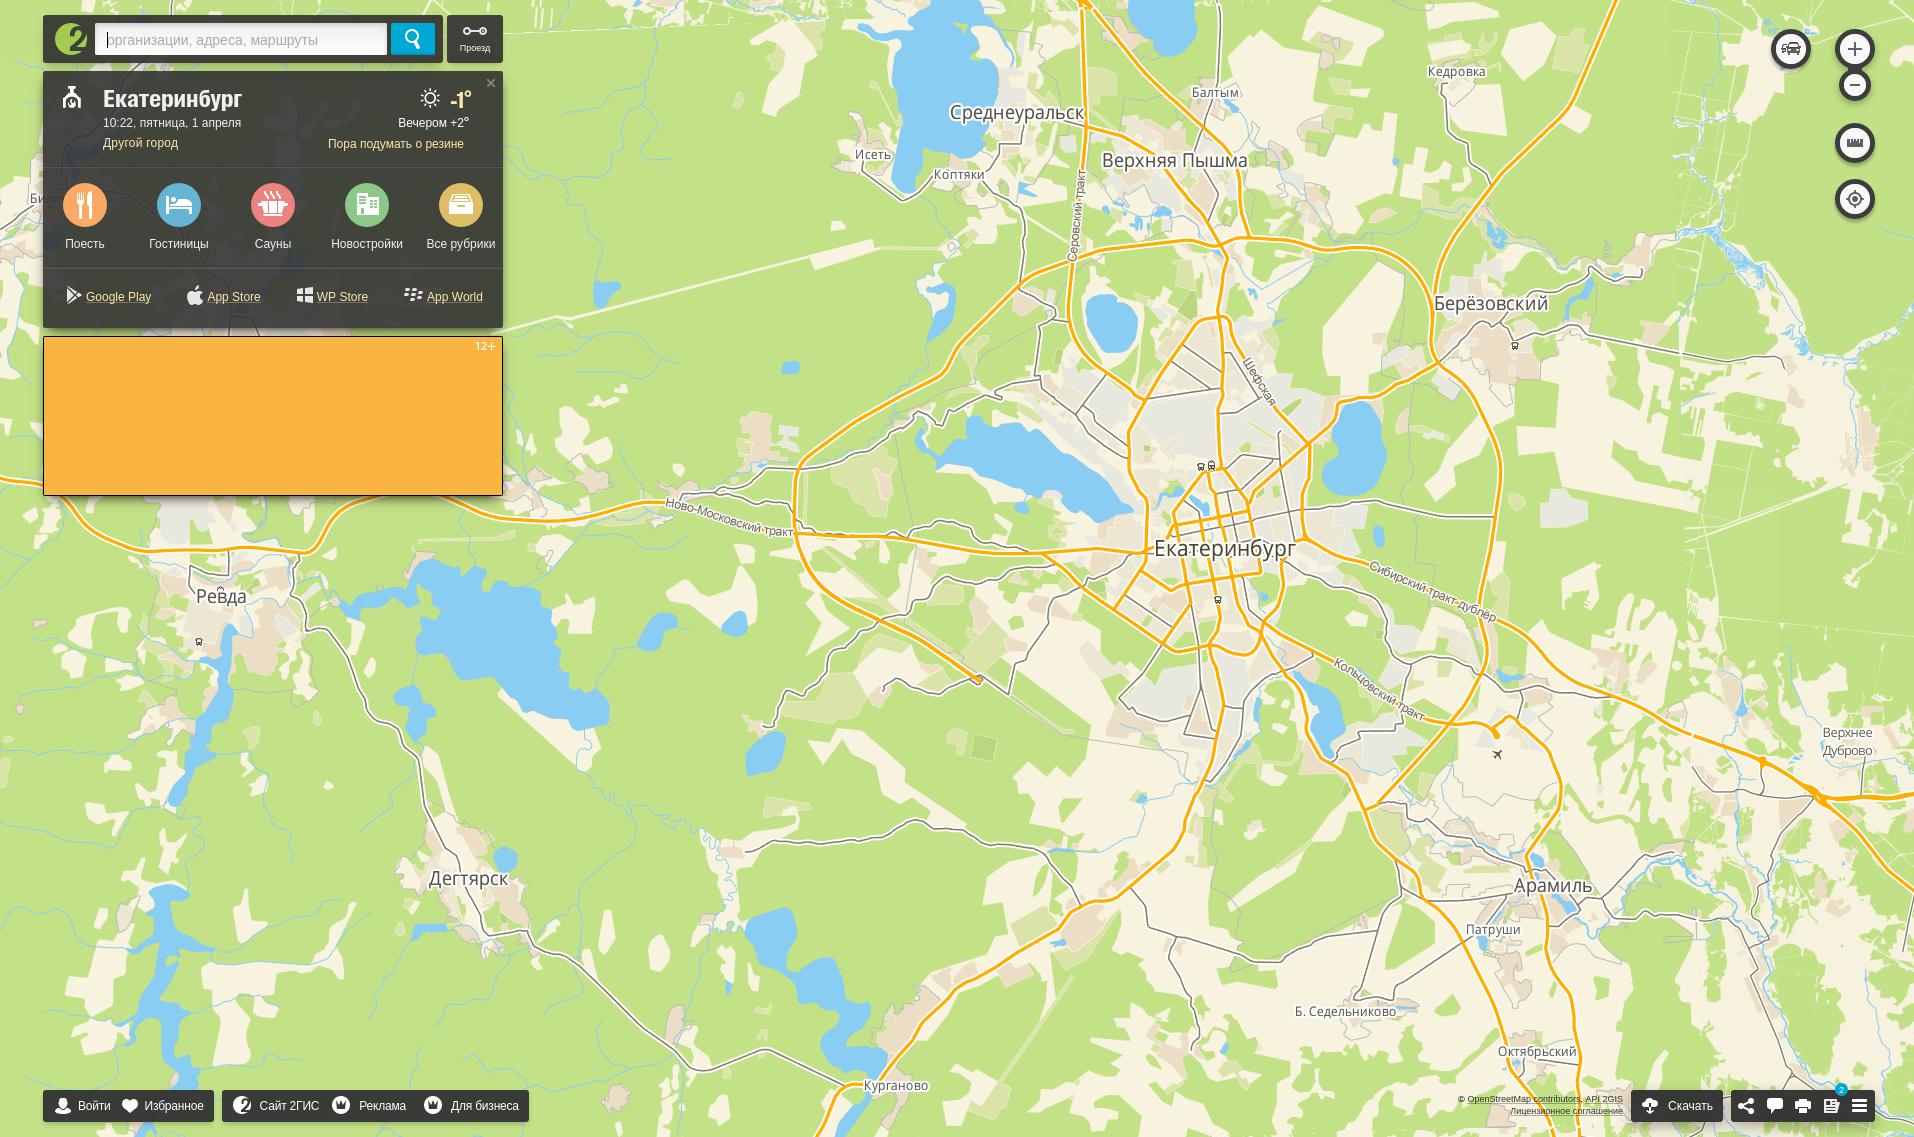 2
организации, адреса, маршруты
Проезд
Екатеринбург
10:22, пятница, 1 апреля
Другой город
-1°
Вечером +2°
Пора подумать о резине
Поесть
Гостиницы
Сауны
Новостройки
Все рубрики
Google Play
App Store
WP Store
App World
12+
Кедровка
Балтым
Среднеуральск
Исеть
Верхняя Пышма
Коптяки
Серовский тракт
Берёзовский
Шефская
Ново-Московский тракт
Екатеринбург
Сибирский тракт дублёр
Ревда
Кольцовский тракт
Верхнее
Дуброво
Дегтярск
Арамиль
Патруши
Б. Седельниково
Октябрьский
Курганово
Войти
Избранное
2
Сайт 2ГИС
Реклама
Для бизнеса
© OpenStreetMap contributors, API 2GIS
Лицензионное соглашение
Скачать
2